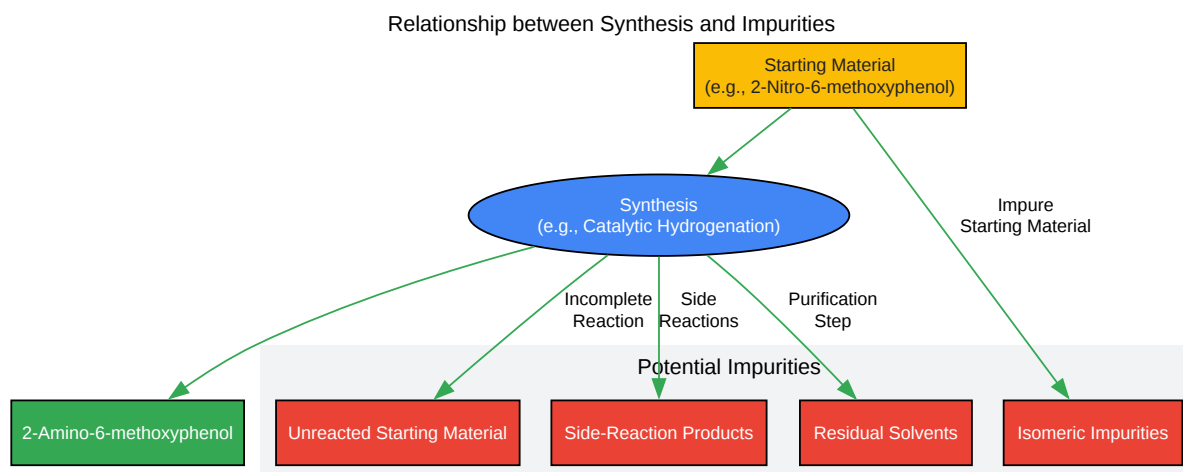 Relationship between Synthesis and Impurities
Starting Material
(e.g., 2-Nitro-6-methoxyphenol)
Synthesis
(e.g., Catalytic Hydrogenation)
Impure
Starting Material
Incomplete
Reaction
Side
Reactions
Purification
Step
Potential Impurities
2-Amino-6-methoxyphenol
Unreacted Starting Material
Side-Reaction Products
Residual Solvents
Isomeric Impurities